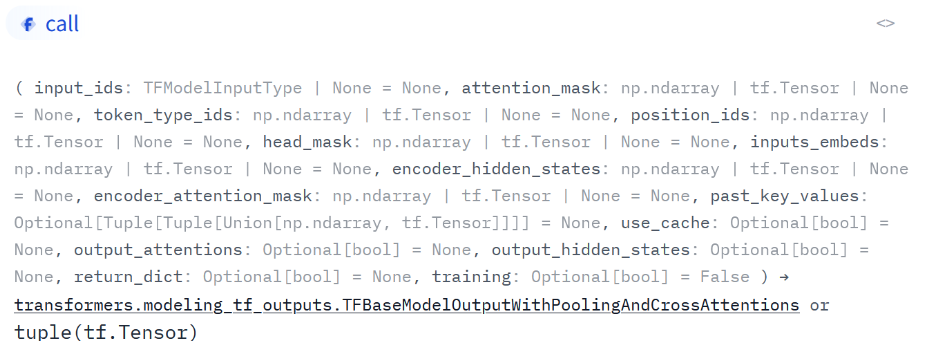 f call
<>
( input_ids: TFModelInputType | None = None, attention_mask: np.ndarray | tf.Tensor | None
= None, token_type_ids: np.ndarray | tf.Tensor | None = None, position_ids: np.ndarray |
tf.Tensor | None = None, head_mask: np.ndarray | tf.Tensor | None = None, inputs_embeds:
np.ndarray | tf.Tensor | None = None, encoder_hidden_states: np.ndarray | tf.Tensor | None
= None, encoder_attention_mask: np.ndarray | tf.Tensor | None = None, past_key_values:
Optional[Tuple[Tuple[Union[np.ndarray, tf.Tensor]]]] = None, use_cache: Optional[bool] =
None, output_attentions: Optional[bool] = None, output_hidden_states: Optional[bool] =
None, return_dict: Optional[bool] = None, training: Optional[bool] = False ) →
transformers.modeling_tf_outputs.TFBaseModelOutputWithPoolingAndCrossAttentions or
tuple(tf.Tensor)